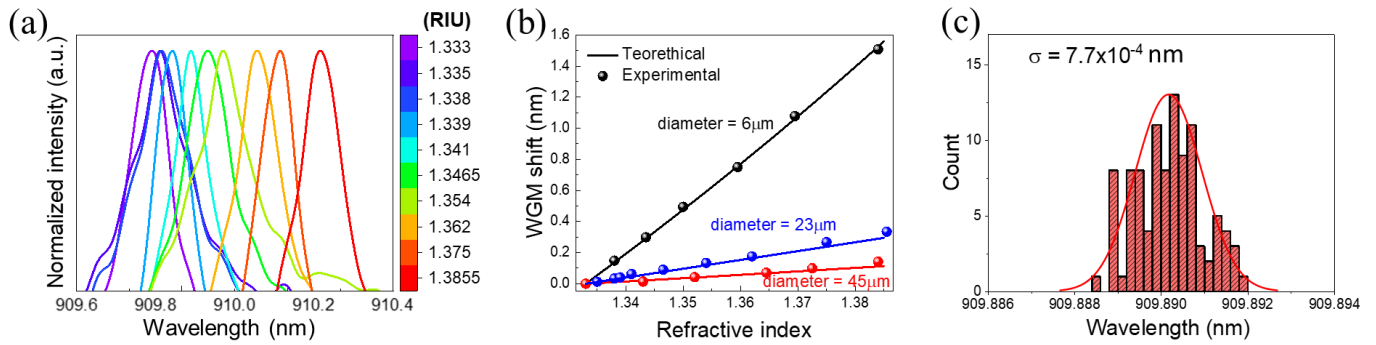 (a)
(RIU)
1.333
1.335
1.338
1.339
1.341
1.3465
1.354
1.362
1.375
1.3855
Normalized intensity (a.u.)
909.6 909.8 910.0 910.2 910.4
Wavelength (nm)
(b)
1.6
1.4
1.2
1.0
0.8
0.6
0.4
0.2
0.0
WGM shift (nm)
Teorethical
Experimental
diameter = 6μm
diameter = 23μm
diameter = 45μm
1.34 1.35 1.36 1.37 1.38
Refractive index
(c)
σ = 7.7x10⁻⁴ nm
15
10
5
0
Count
909.886 909.888 909.890 909.892 909.894
Wavelength (nm)